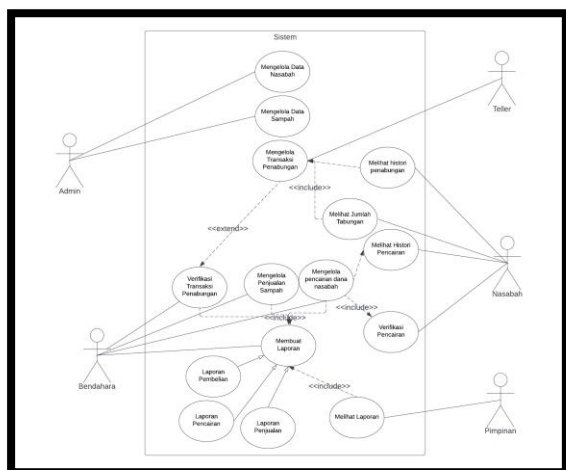 Sistem
Mengelola Data
Nasabah
Mengelola Data
Sampah
Mengelola
Transaksi
Penabungan
Teller
Melihat histori
penabungan
Admin
<<include>>
Melihat Jumlah
Tabungan
<<extend>>
Melihat Histori
Pencairan
Verifikasi
Transaksi
Penabungan
Mengelola
Penjualan
Sampah
Mengelola
pencairan dana
nasabah
Nasabah
<<include>>
<<include>>
Verifikasi
Pencairan
Membuat
Laporan
Bendahara
Laporan
Pembelian
<<include>>
Laporan
Pencairan
Laporan
Penjualan
Melihat Laporan
Pimpinan